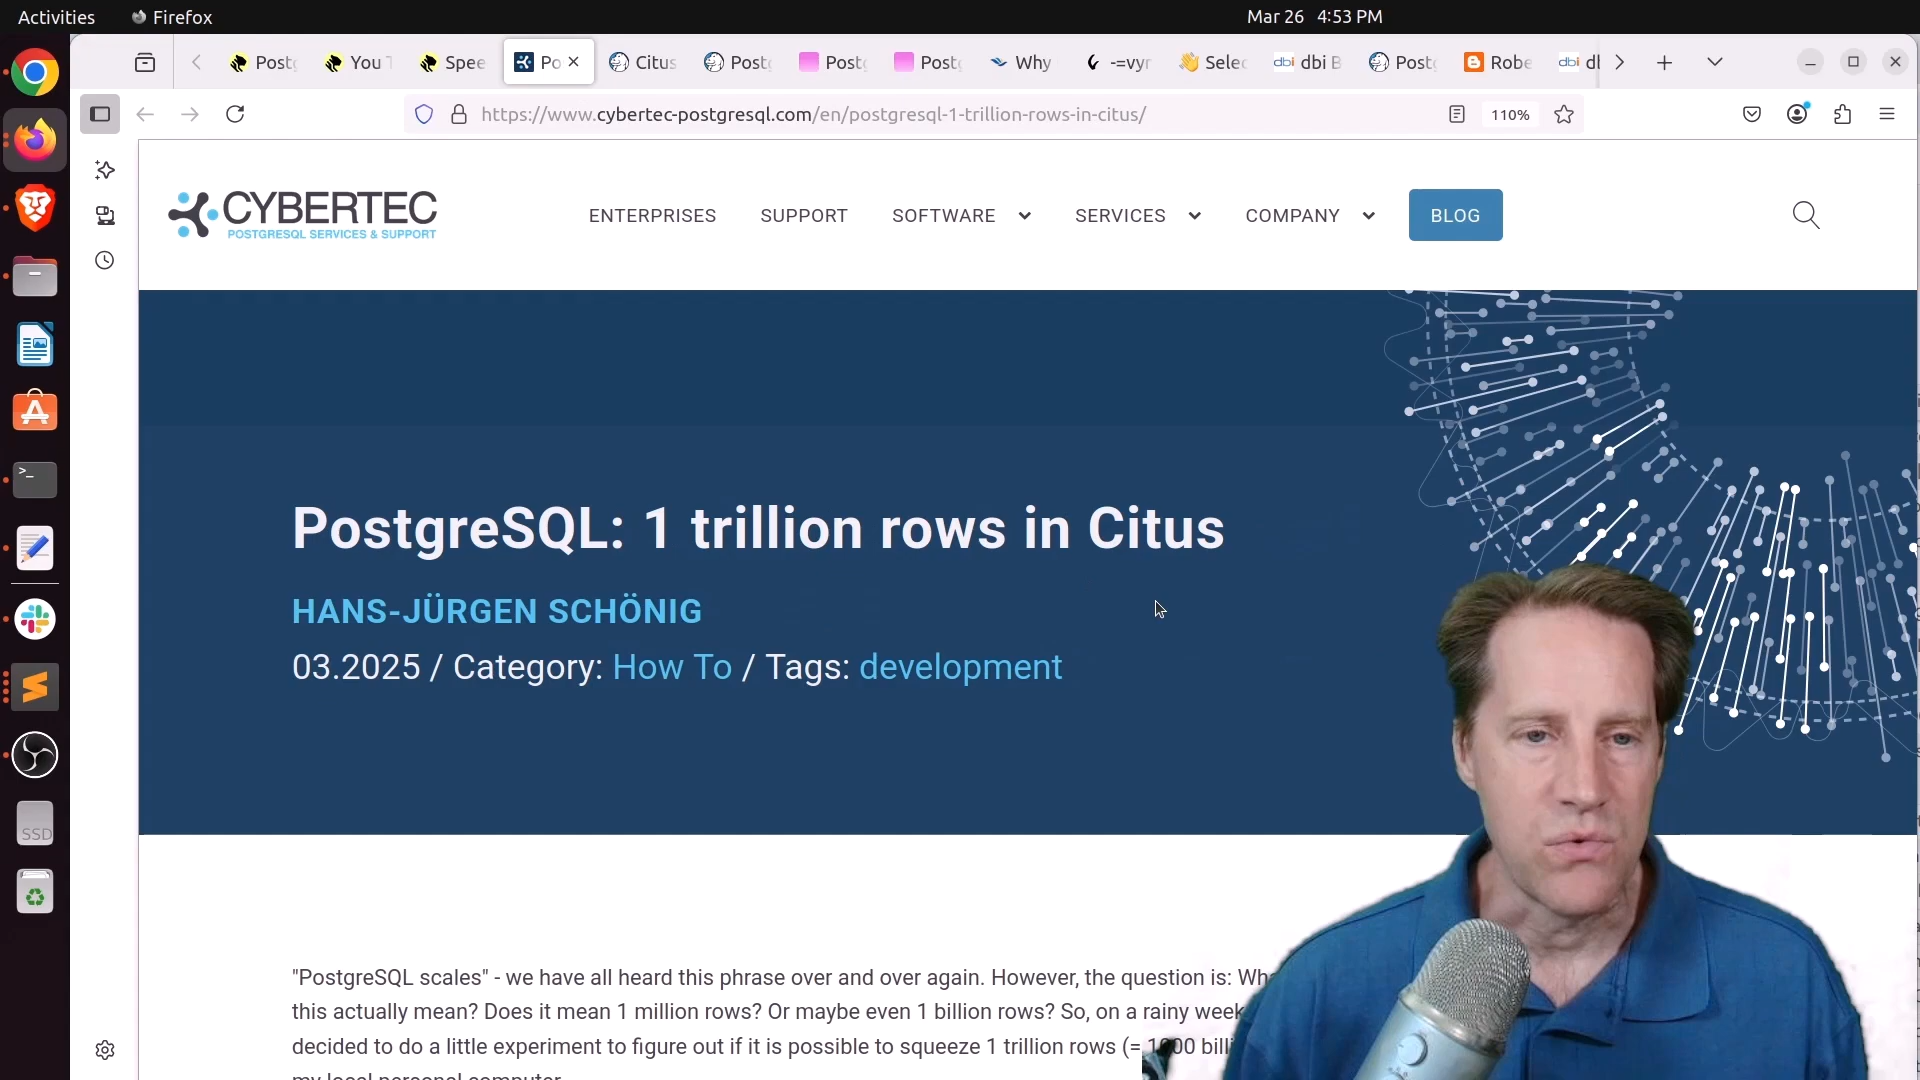 Activities
Firefox
Mar 26 4:53 PM
Post
You
Spee
Po
Citus
Post
Post
Post
Why
-=vyr
Selec
dbi
dbi B
Post
Robe
dbi
https://www.cybertec-postgresql.com/en/postgresql-1-trillion-rows-in-citus/
110%
CYBERTEC
POSTGRESQL SERVICES & SUPPORT
ENTERPRISES
SUPPORT
SOFTWARE
SERVICES
COMPANY
BLOG
PostgreSQL: 1 trillion rows in Citus
HANS-JÜRGEN SCHÖNIG
03.2025 / Category: How To / Tags: development
SSD
"PostgreSQL scales" - we have all heard this phrase over and over again. However, the question is:
this actually mean? Does it mean 1 million rows? Or maybe even 1 billion rows? So, on a rainy
decided to do a little experiment to figure out if it is possible to squeeze 1 trillion rows (= 1000
my local personal computer